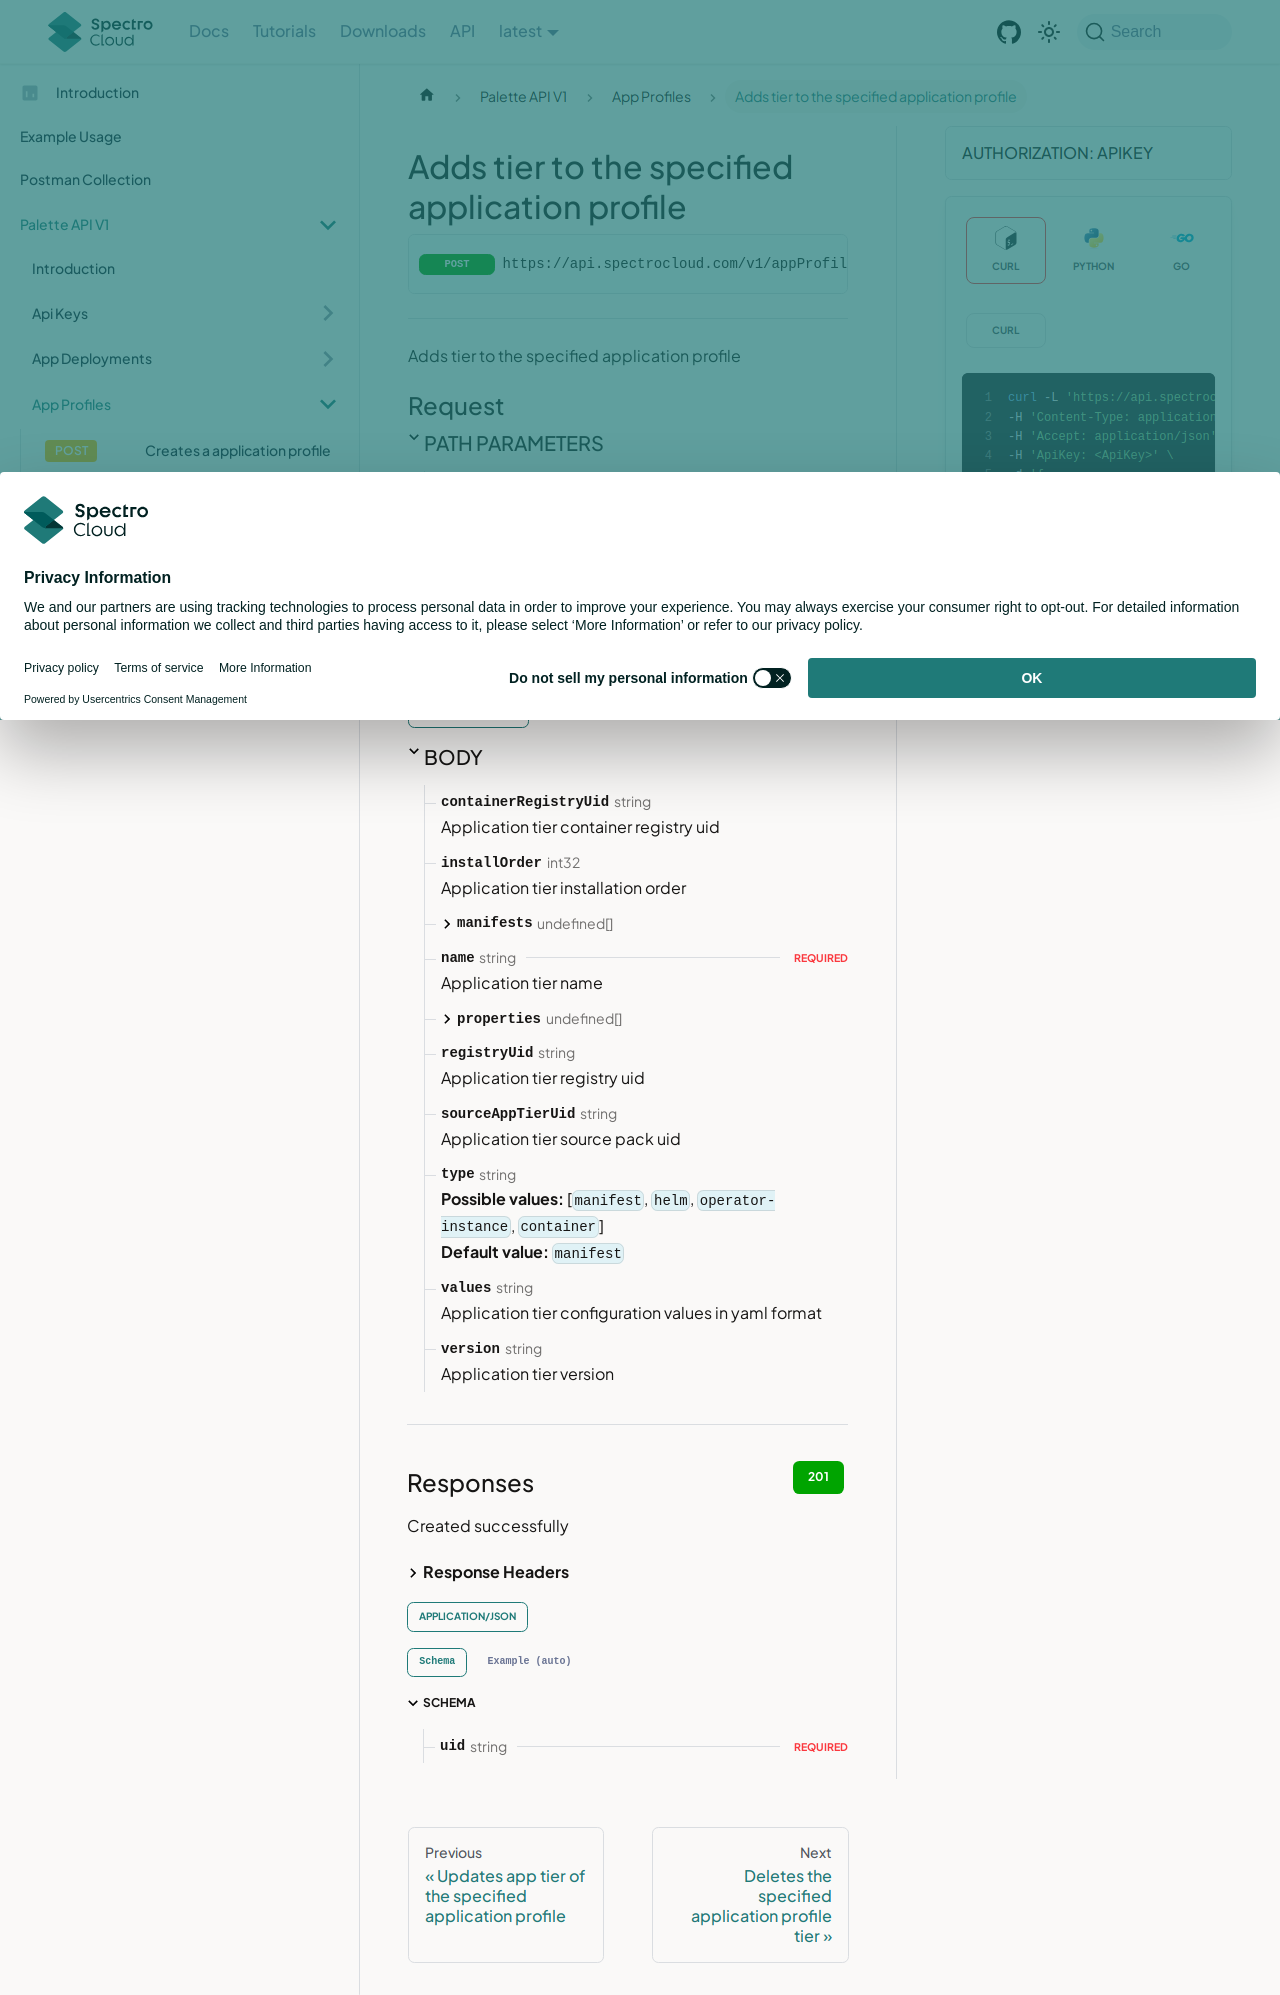 Spectro
Cloud
Docs
Tutorials
Downloads
API
latest
Search
Introduction
Example Usage
Postman Collection
Palette API V1
Introduction
Api Keys
App Deployments
App Profiles
POST
Creates a application profile
Palette API V1
App Profiles
Adds tier to the specified application profile
Adds tier to the specified
application profile
POST
https://api.spectrocloud.com/v1/appProfil
Adds tier to the specified application profile
Request
PATH PARAMETERS
AUTHORIZATION: APIKEY
CURL
PYTHON
GO
CURL
1 curl -L 'https://api.spectroc
2 -H 'Content-Type: application
3 -H 'Accept: application/json'
4 -H 'ApiKey: <ApiKey>' \
Spectro
Cloud
Privacy Information
We and our partners are using tracking technologies to process personal data in order to improve your experience. You may always exercise your consumer right to opt-out. For detailed information
about personal information we collect and third parties having access to it, please select ‘More Information’ or refer to our privacy policy.
Privacy policy
Terms of service
More Information
Powered by Usercentrics Consent Management
Do not sell my personal information
OK
BODY
containerRegistryUid string
Application tier container registry uid
installOrder int32
Application tier installation order
manifests undefined[]
name string
REQUIRED
Application tier name
properties undefined[]
registryUid string
Application tier registry uid
sourceAppTierUid string
Application tier source pack uid
type string
Possible values: [manifest, helm, operator-
instance, container]
Default value: manifest
values string
Application tier configuration values in yaml format
version string
Application tier version
Responses
201
Created successfully
Response Headers
APPLICATION/JSON
Schema
Example (auto)
SCHEMA
uid string
REQUIRED
Previous
« Updates app tier of
the specified
application profile
Next
Deletes the
specified
application profile
tier »